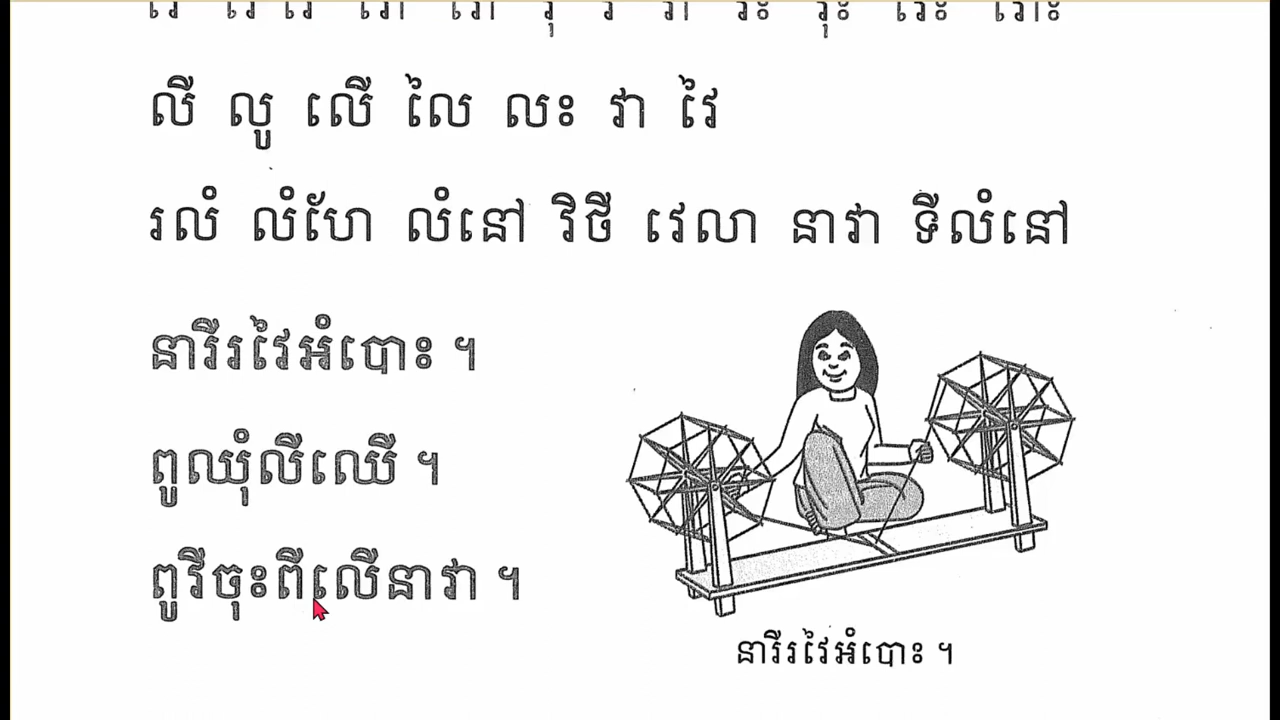 លី លូ លើ លៃ លះ វា វៃ
រលំ លំហែ លំនៅ វិថី វេលា នាវា ទីលំនៅ
នារីរវៃអំបោះ ។
ពូឈុំលីឈើ ។
ពូវីចុះពីលើនាវា ។
នារីរវៃអំបោះ ។